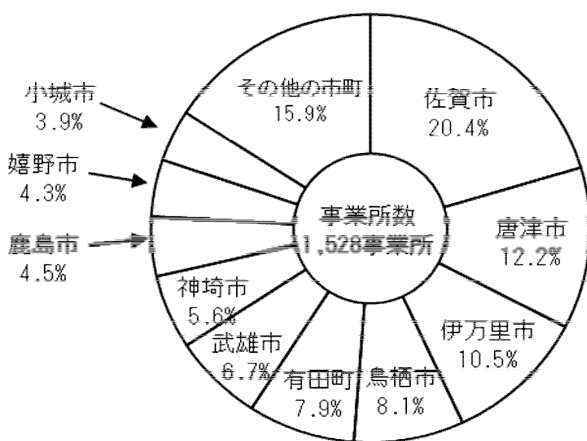 その他の市町
15.9%
佐賀市
20.4%
唐津市
12.2%
伊万里市
10.5%
鳥栖市
8.1%
有田町
7.9%
武雄市
6.7%
神埼市
5.6%
鹿島市
4.5%
嬉野市
4.3%
小城市
3.9%
事業所数
1,528事業所